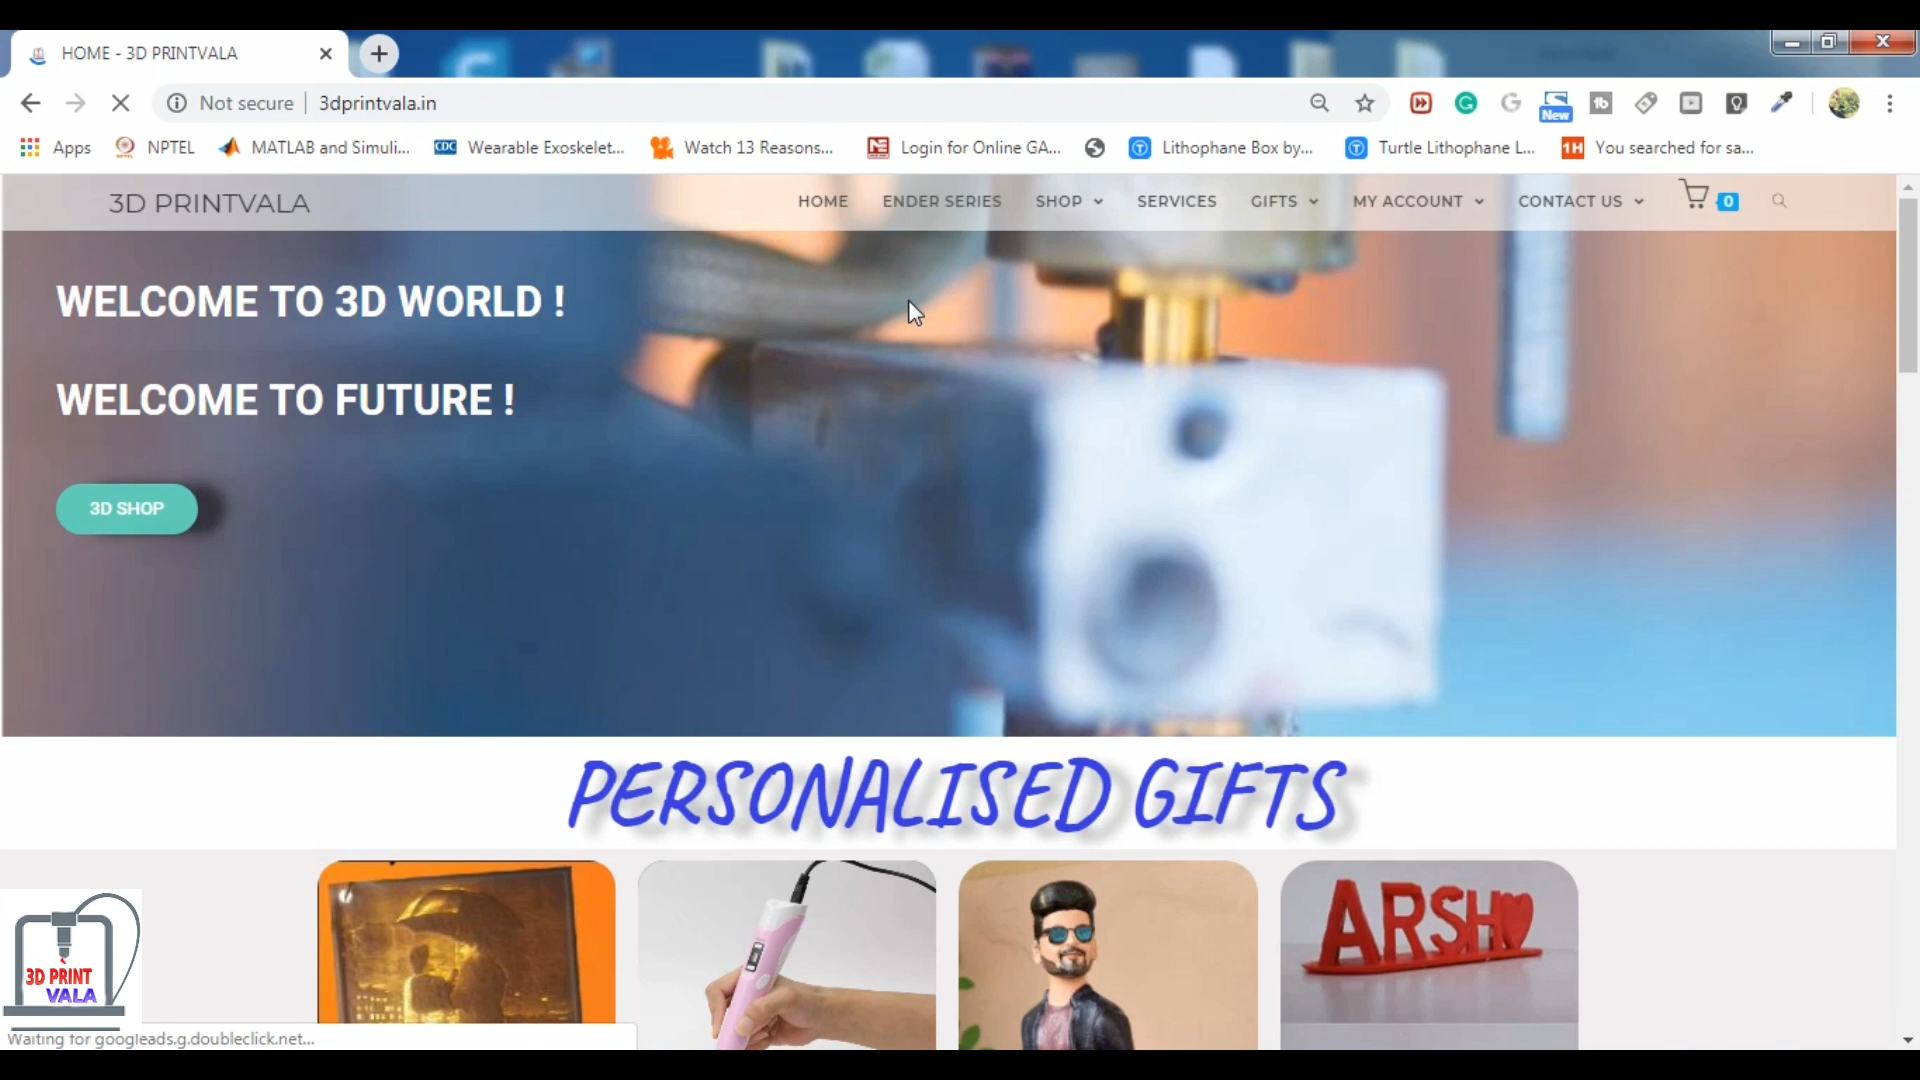 HOME - 3D PRINTVALA
Not secure 3dprintvala.in
New
Apps NPTEL MATLAB and Simuli... CDC Wearable Exoskelet... Watch 13 Reasons... Login for Online GA... Lithophane Box by... Turtle Lithophane L... 1H You searched for sa...
3D PRINTVALA HOME ENDER SERIES SHOP SERVICES GIFTS MY ACCOUNT CONTACT US 0
WELCOME TO 3D WORLD !
WELCOME TO FUTURE !
3D SHOP
PERSONALISED GIFTS
ARSH
3D PRINT
VALA
Waiting for googleads.g.doubleclick.net...